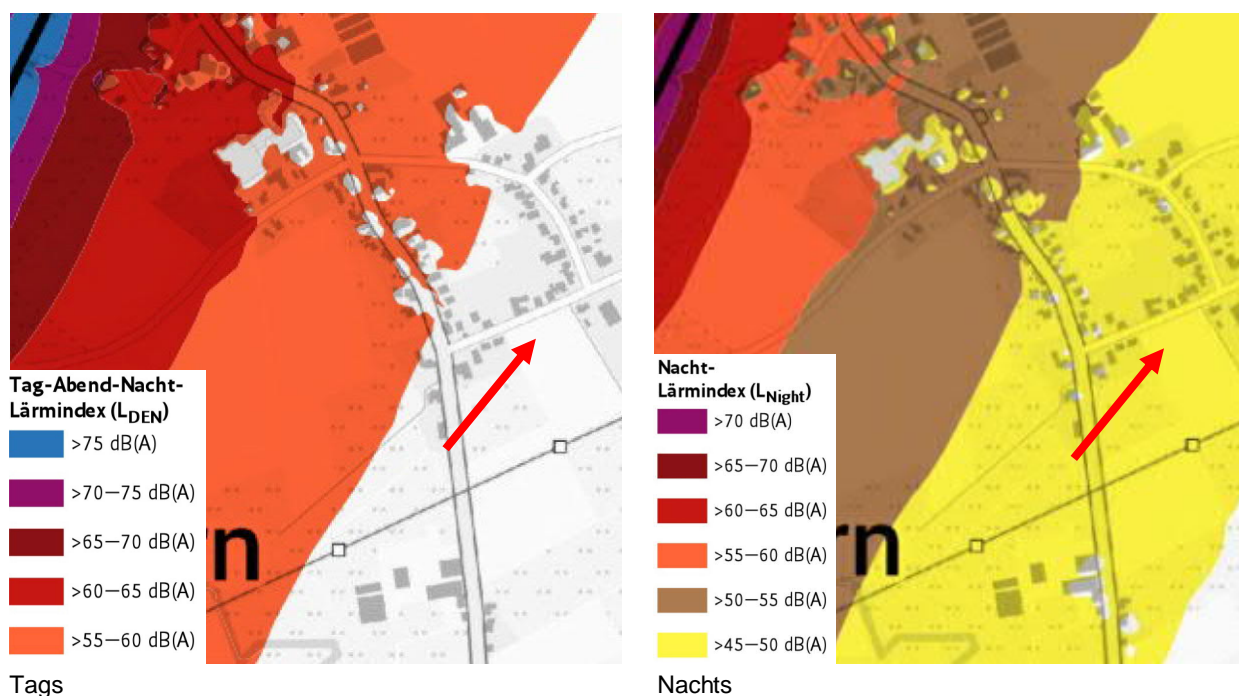 Tag-Abend-Nacht-
Lärmindex (LDEN)
>75 dB(A)
>70–75 dB(A)
>65–70 dB(A)
>60–65 dB(A)
>55–60 dB(A)
rn
Tags
Nacht-
Lärmindex (LNight)
>70 dB(A)
>65–70 dB(A)
>60–65 dB(A)
>55–60 dB(A)
>50–55 dB(A)
>45–50 dB(A)
rn
Nachts